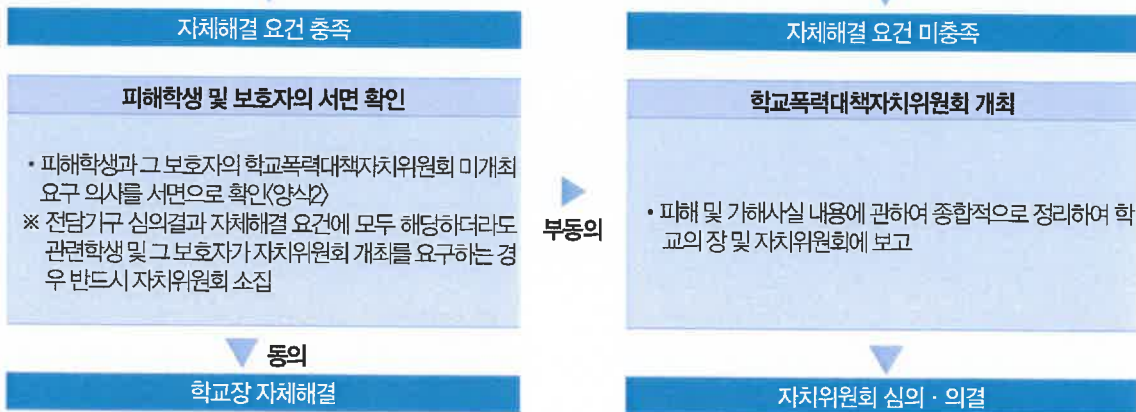 자체해결 요건 충족
피해학생 및 보호자의 서면 확인
• 피해학생과 그 보호자의 학교폭력대책자치위원회 미개최
요구 의사를 서면으로 확인<양식2>
※ 전담기구 심의결과 자체해결 요건에 모두 해당하더라도
관련학생 및 그 보호자가 자치위원회 개최를 요구하는 경
우 반드시 자치위원회 소집
동의
학교장 자체해결
부동의
자체해결 요건 미충족
학교폭력대책자치위원회 개최
• 피해 및 가해사실 내용에 관하여 종합적으로 정리하여 학
교의 장 및 자치위원회에 보고
자치위원회 심의 · 의결